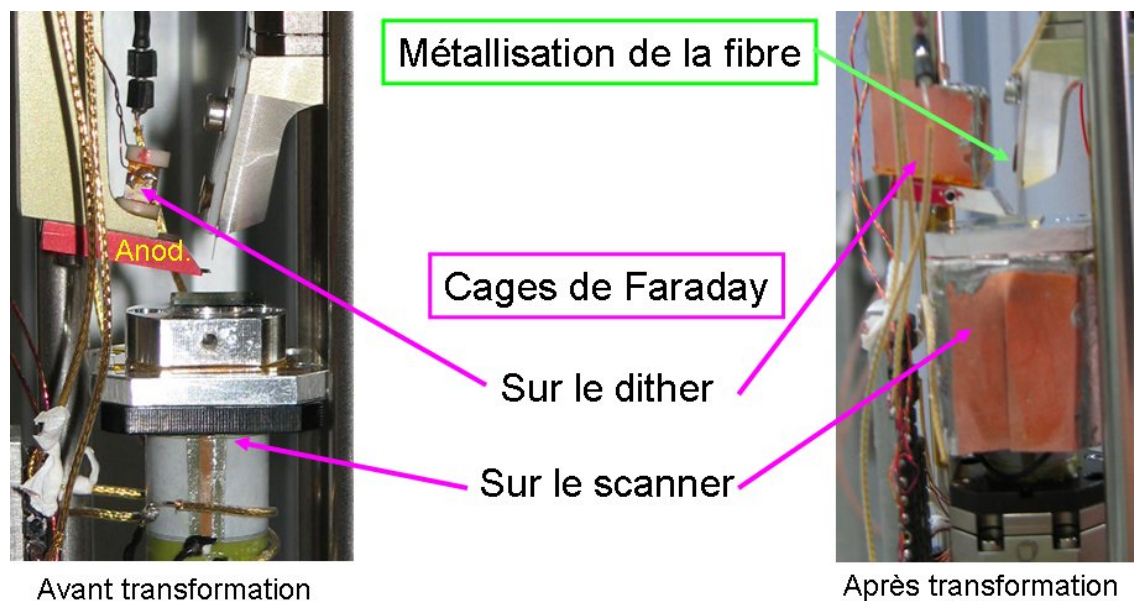 Métallisation de la fibre
Anod.
Cages de Faraday
Sur le dither
Sur le scanner
Avant transformation
Après transformation